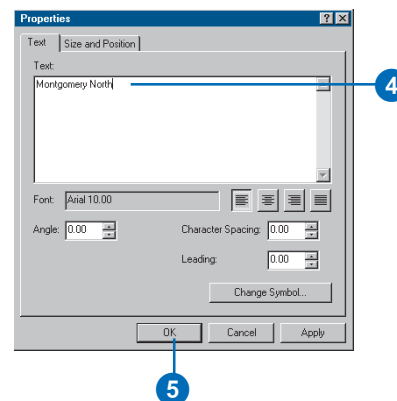 Properties
Text Size and Position
Text:
Montgomery North
4
Font: Arial 10.00
Angle: 0.00 Character Spacing: 0.00
Leading: 0.00
Change Symbol...
OK Cancel Apply
5